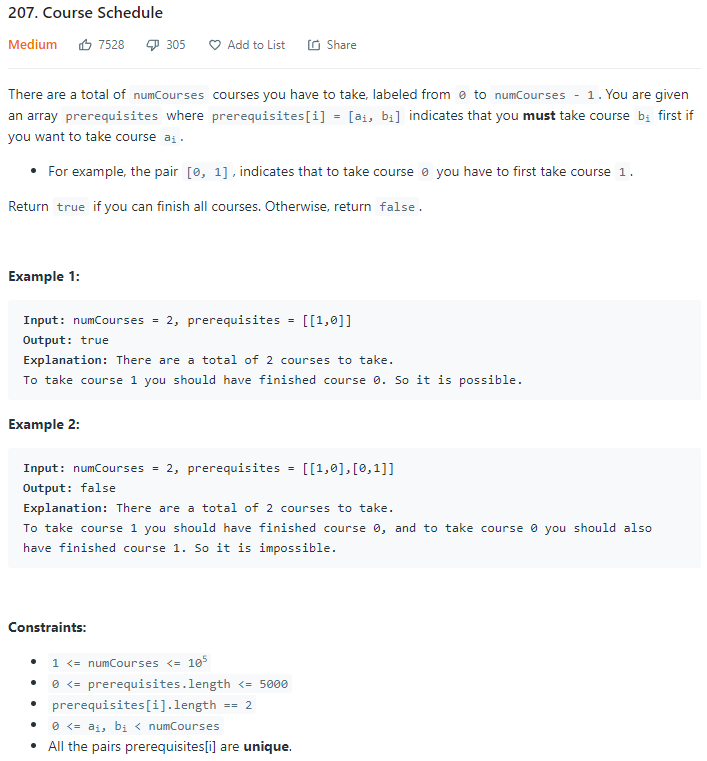 207. Course Schedule
Medium 7528 305 Add to List Share
There are a total of numCourses courses you have to take, labeled from 0 to numCourses - 1. You are given
an array prerequisites where prerequisites[i] = [aᵢ, bᵢ] indicates that you must take course bᵢ first if
you want to take course aᵢ.
• For example, the pair [0, 1], indicates that to take course 0 you have to first take course 1.
Return true if you can finish all courses. Otherwise, return false.
Example 1:
Input: numCourses = 2, prerequisites = [[1,0]]
Output: true
Explanation: There are a total of 2 courses to take.
To take course 1 you should have finished course 0. So it is possible.
Example 2:
Input: numCourses = 2, prerequisites = [[1,0],[0,1]]
Output: false
Explanation: There are a total of 2 courses to take.
To take course 1 you should have finished course 0, and to take course 0 you should also
have finished course 1. So it is impossible.
Constraints:
• 1 <= numCourses <= 10⁵
• 0 <= prerequisites.length <= 5000
• prerequisites[i].length == 2
• 0 <= aᵢ, bᵢ < numCourses
• All the pairs prerequisites[i] are unique.